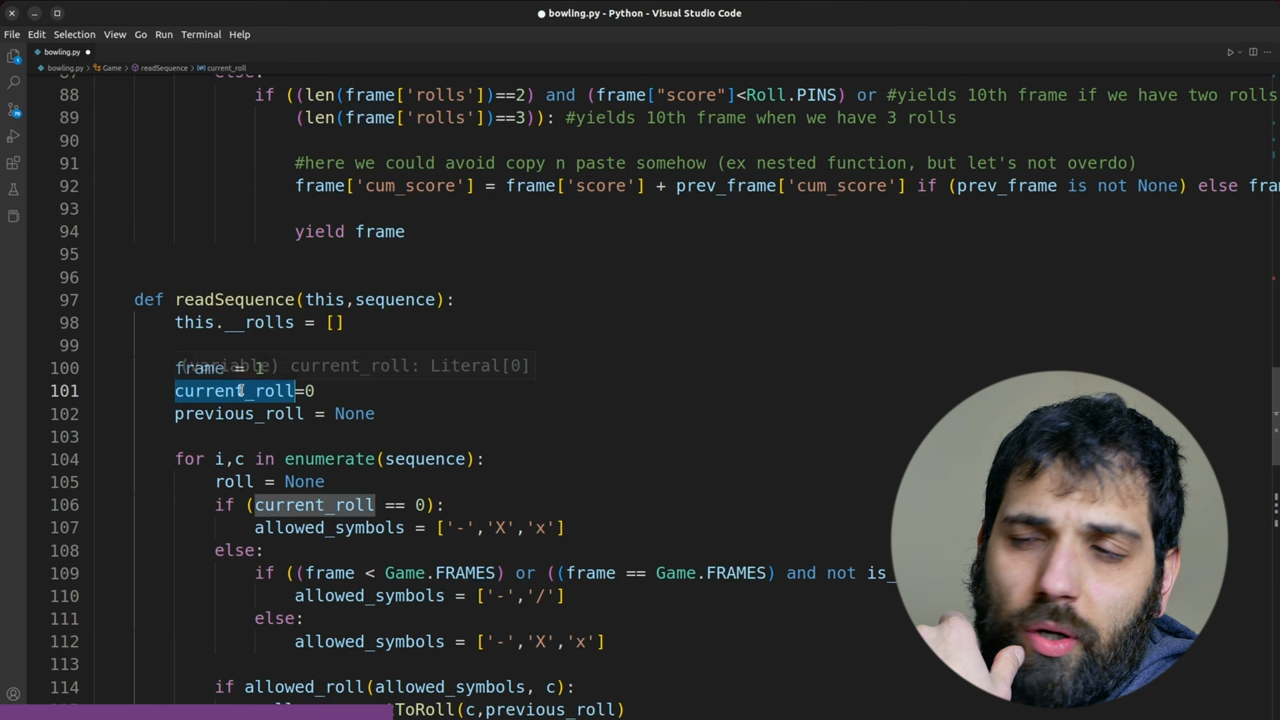 bowling.py - Python - Visual Studio Code
File Edit Selection View Go Run Terminal Help
bowling.py
bowling.py > Game > readSequence > current_roll
87 else:
88 if ((len(frame['rolls'])==2) and (frame["score"]<Roll.PINS) or #yields 10th frame if we have two rolls
89 (len(frame['rolls'])==3)): #yields 10th frame when we have 3 rolls
90
91 #here we could avoid copy n paste somehow (ex nested function, but let's not overdo)
92 frame['cum_score'] = frame['score'] + prev_frame['cum_score'] if (prev_frame is not None) else fra
93
94 yield frame
95
96
97 def readSequence(this,sequence):
98 this.__rolls = []
99
(variable) current_roll: Literal[0]
100 frame = 1
101 current_roll=0
102 previous_roll = None
103
104 for i,c in enumerate(sequence):
105 roll = None
106 if (current_roll == 0):
107 allowed_symbols = ['-','X','x']
108 else:
109 if ((frame < Game.FRAMES) or ((frame == Game.FRAMES) and not is_
110 allowed_symbols = ['-','/']
111 else:
112 allowed_symbols = ['-','X','x']
113
114 if allowed_roll(allowed_symbols, c):
ToRoll(c,previous_roll)